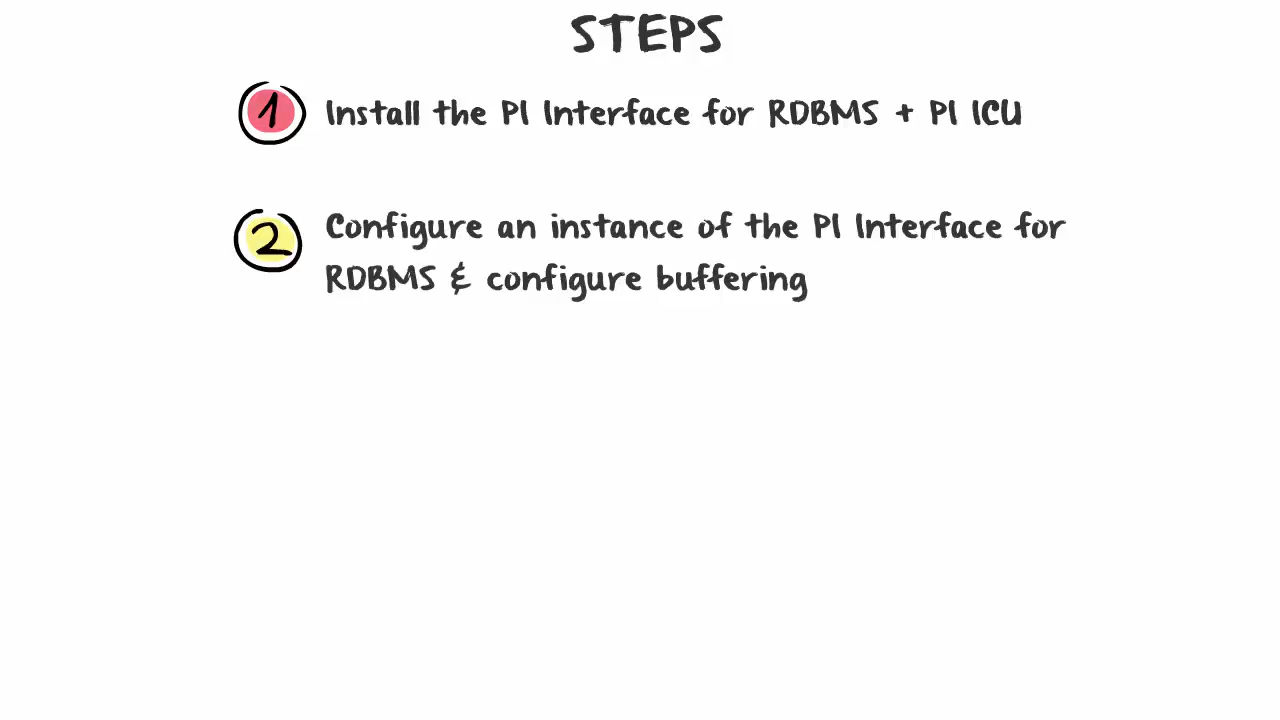 STEPS
1 Install the PI Interface for RDBMS + PI ICU
2 Configure an instance of the PI Interface for
RDBMS & configure buffering